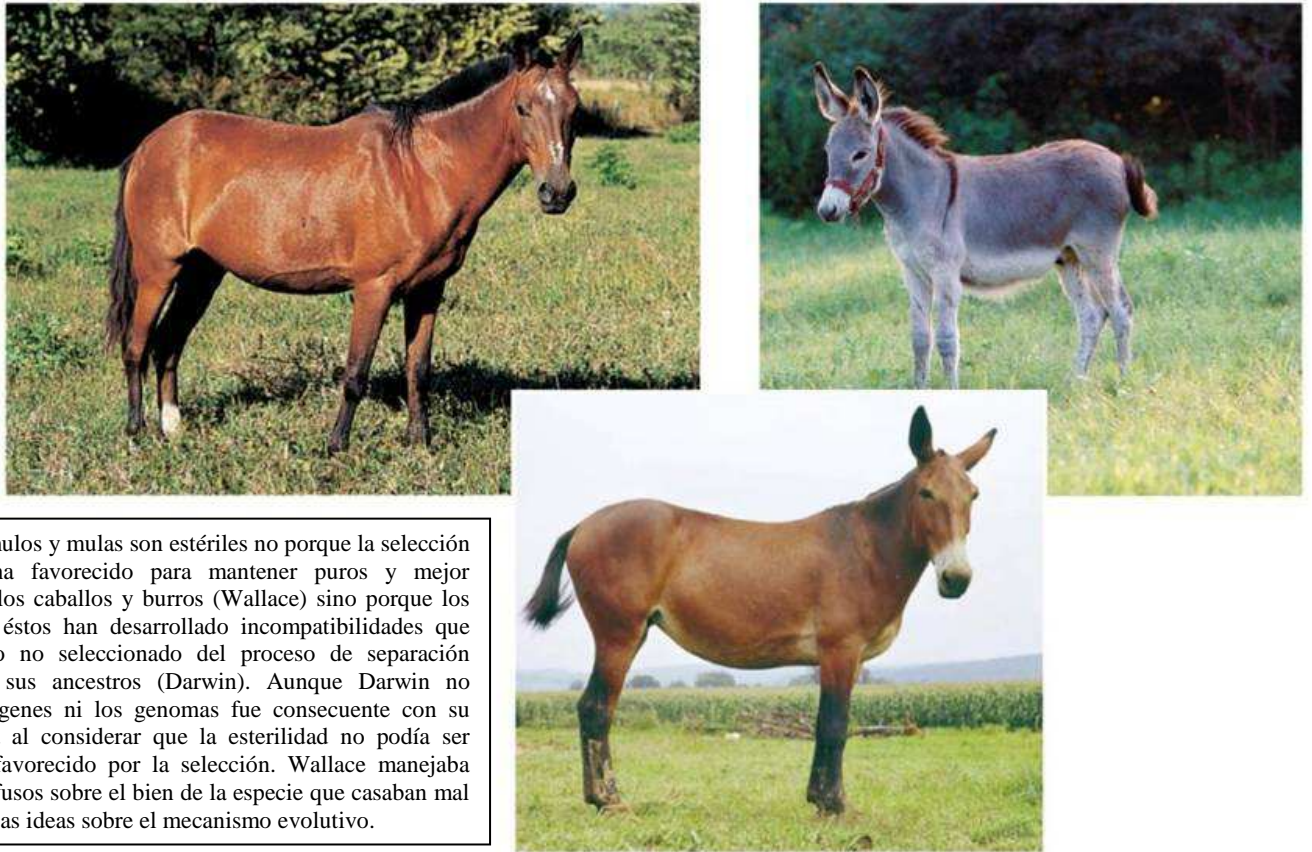 nulos y mulas son estériles no porque la selección
na favorecido para mantener puros y mejor
los caballos y burros (Wallace) sino porque los
éstos han desarrollado incompatibilidades que
o no seleccionado del proceso de separación
sus ancestros (Darwin). Aunque Darwin no
genes ni los genomas fue consecuente con su
al considerar que la esterilidad no podía ser
favorecido por la selección. Wallace manejaba
fusos sobre el bien de la especie que casaban mal
as ideas sobre el mecanismo evolutivo.